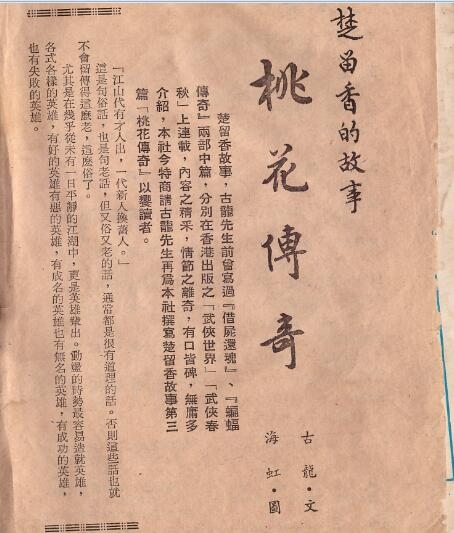 楚留香的故事
桃花傳奇
古龍·文
海虹·圖
楚留香故事,古龍先生前曾寫過『借屍還魂』、『蝙蝠
傳奇』兩部中篇,分別在香港出版之「武俠世界」「武俠春
秋」上連載,內容之精釆,情節之離奇,有口皆碑,無庸多
介紹,本社今特商請古龍先生再爲本社撰寫楚留香故事第三
篇「桃花傳奇」以饗讀者。
『江山代有才人出,一代新人換舊人。』
這是句俗話,也是句老話,但又俗又老的話,通常都是很有道理的話。否則這些話也就
不會留傳得這麽老,這麽俗了。
尤其是在幾乎從未有一日平靜的江湖中,更是英雄輩出。動盪的時勢最容易造就英雄,
各式各樣的英雄,有好的英雄有惡的英雄,有成名的英雄也有無名的英雄,有成功的英雄,
也有失敗的英雄。